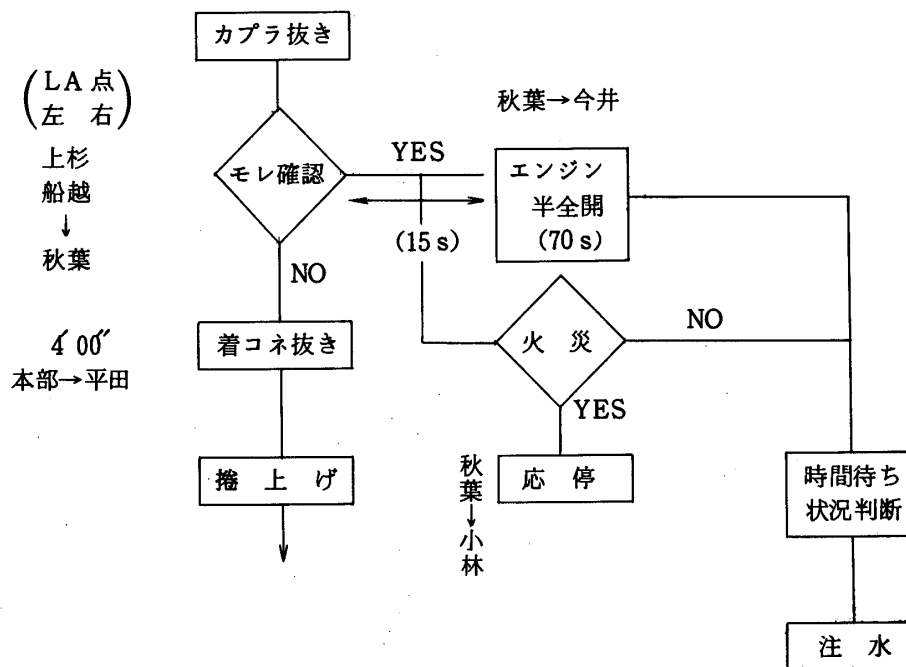 カプラ抜き
(LA点
左 右)
上杉
船越
↓
秋葉
モレ確認
YES
秋葉→今井
エンジン
半全開
(70s)
(15s)
NO
4′00″
本部→平田
着コネ抜き
火 災
NO
YES
捲 上 げ
秋葉→小林
応 停
時間待ち
状況判断
注 水